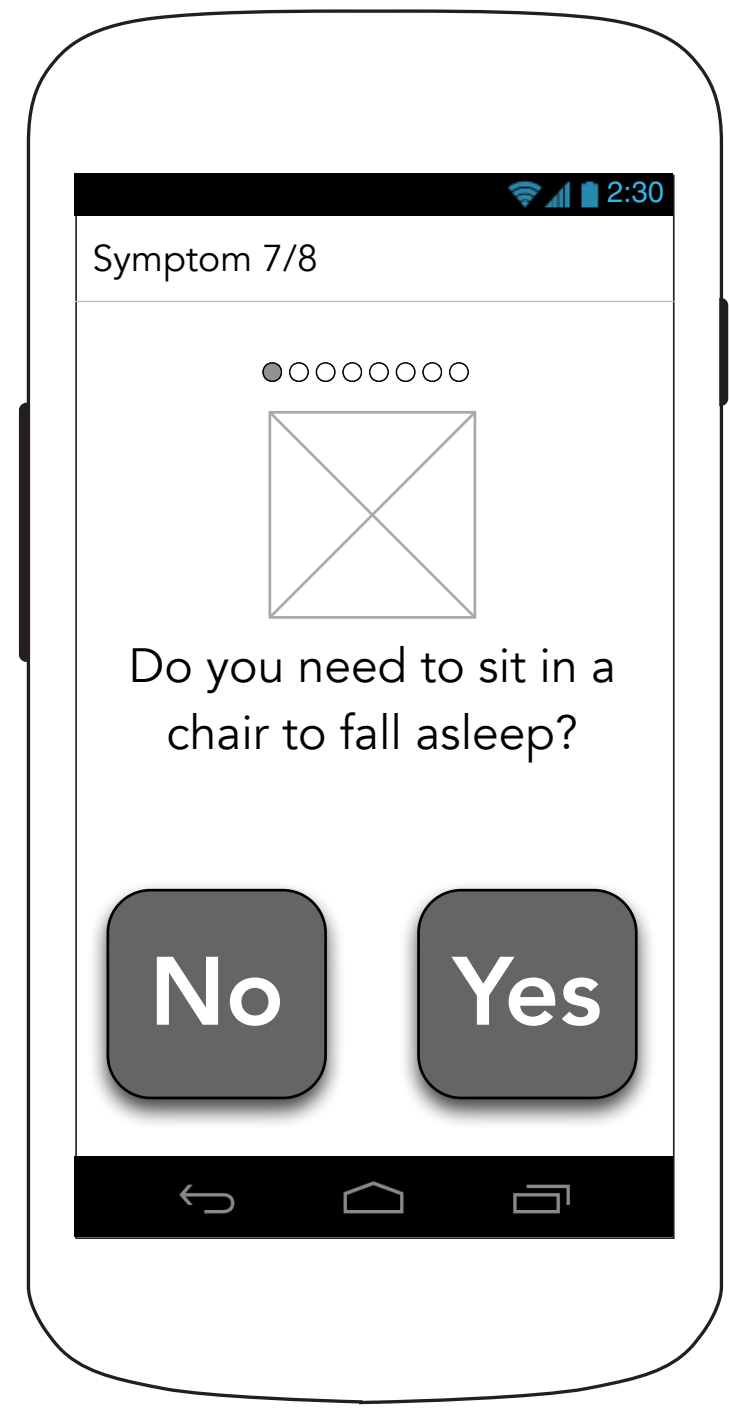 2:30
Symptom 7/8
Do you need to sit in a
chair to fall asleep?
No Yes